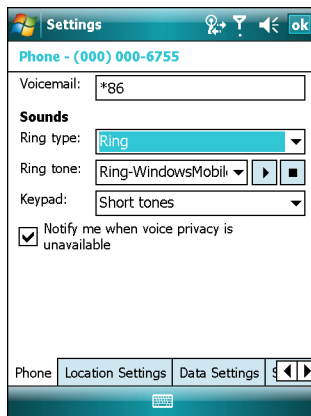 Settings ok
Phone - (000) 000-6755
Voicemail: *86
Sounds
Ring type: Ring
Ring tone: Ring-WindowsMobil
Keypad: Short tones
Notify me when voice privacy is
unavailable
Phone Location Settings Data Settings